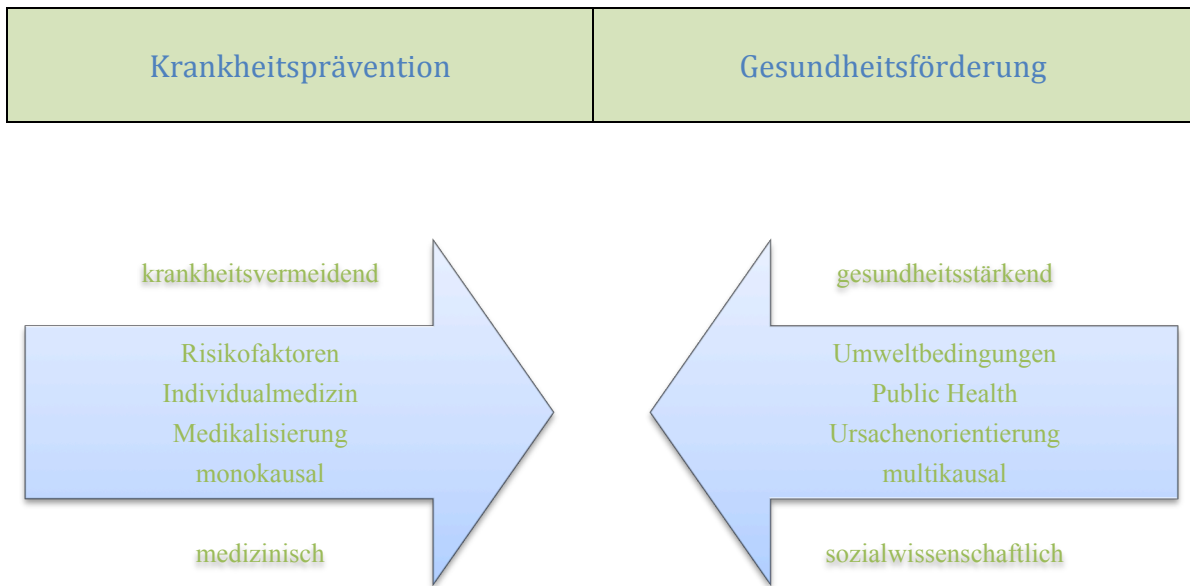 Krankheitsprävention
Gesundheitsförderung
krankheitsvermeidend
Risikofaktoren
Individualmedizin
Medikalisierung
monokausal
medizinisch
gesundheitsstärkend
Umweltbedingungen
Public Health
Ursachenorientierung
multikausal
sozialwissenschaftlich